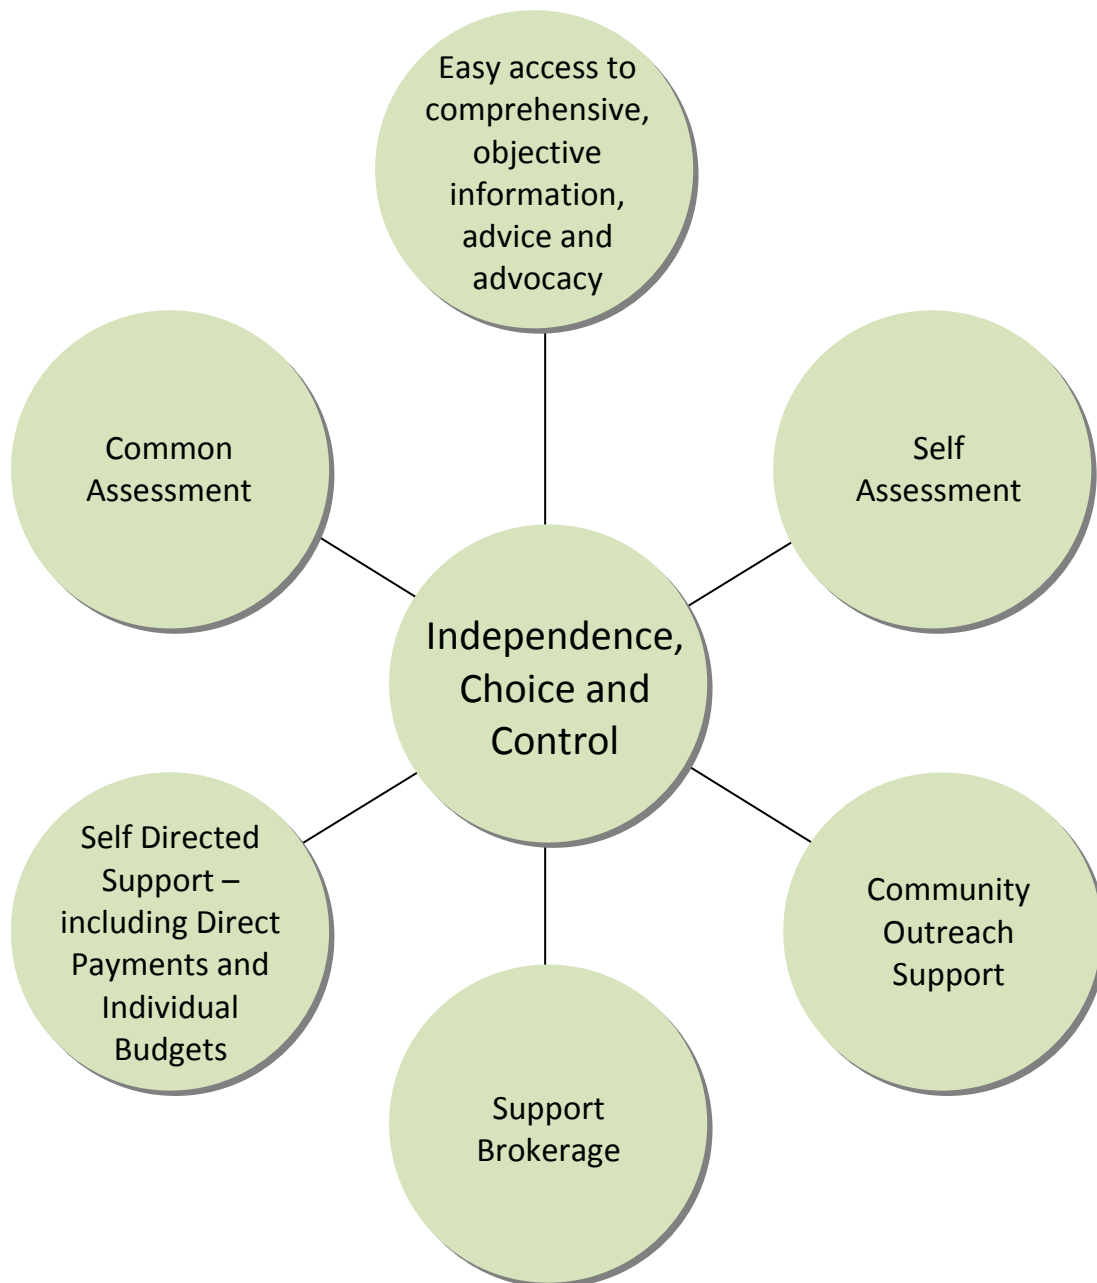 Easy access to
comprehensive,
objective
information,
advice and
advocacy
Common
Assessment
Self
Assessment
Independence,
Choice and
Control
Self Directed
Support –
including Direct
Payments and
Individual
Budgets
Community
Outreach
Support
Support
Brokerage